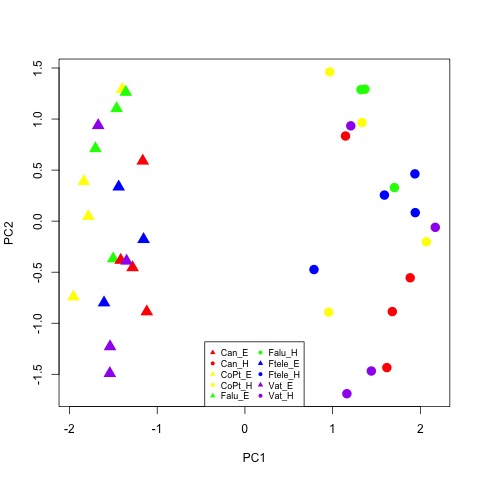 PC2
1.5
1.0
0.5
0.0
-0.5
-1.0
-1.5
Can_E
Can_H
CoPt_E
CoPt_H
Falu_E
Falu_H
Ftele_E
Ftele_H
Vat_E
Vat_H
-2 -1 0 1 2
PC1